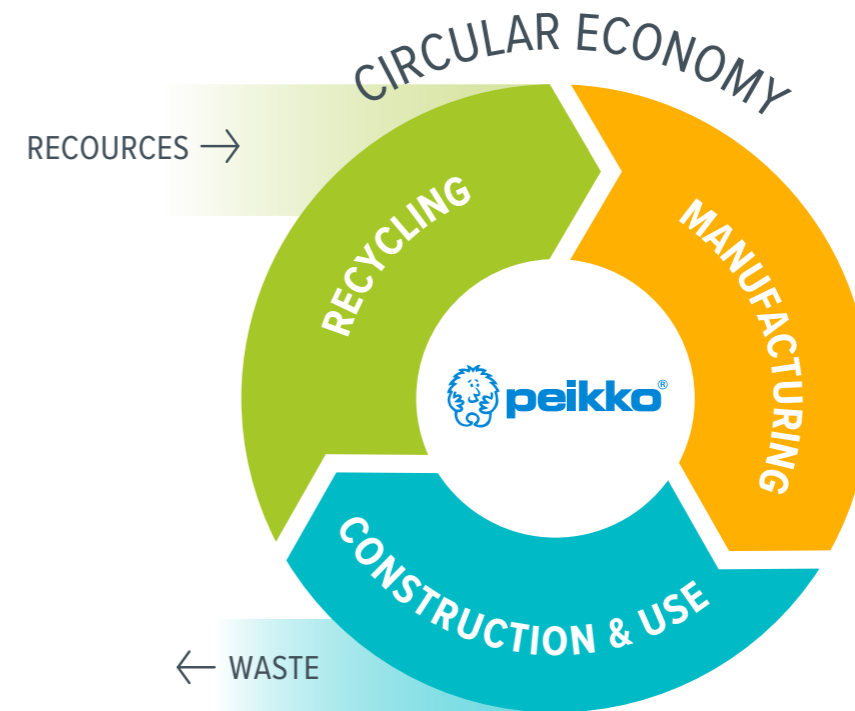 CIRCULAR ECONOMY
RECOURCES
RECYCLING
MANUFACTURING
peikko®
CONSTRUCTION & USE
WASTE